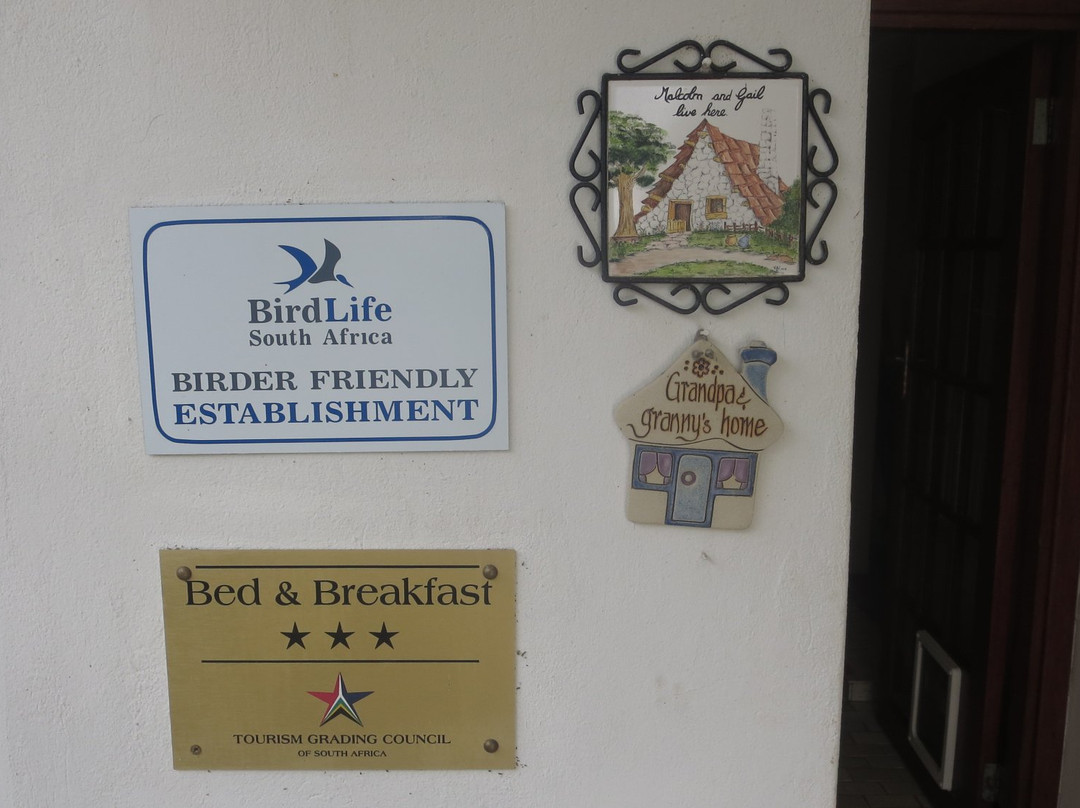 Malcolm and Gail
live here.
BirdLife
South Africa
BIRDER FRIENDLY
ESTABLISHMENT
Grandpa &
granny's home
Bed & Breakfast
TOURISM GRADING COUNCIL
OF SOUTH AFRICA